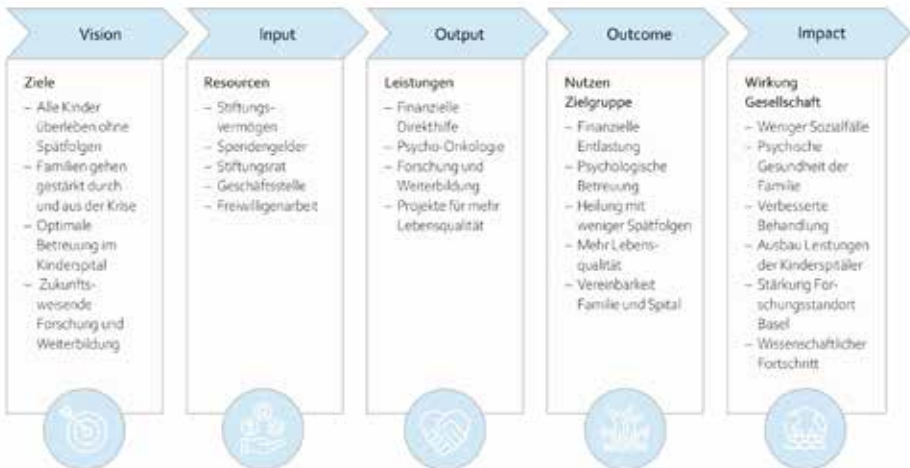 Vision
Input
Output
Outcome
Impact
Ziele
– Alle Kinder
überleben ohne
Spätfolgen
– Familien gehen
gestärkt durch
und aus der Krise
– Optimale
Betreuung im
Kinderspital
– Zukunfts-
weisende
Forschung und
Weiterbildung
Resourcen
– Stiftungs-
vermögen
– Spendengelder
– Stiftungsrat
– Geschäftsstelle
– Freiwilligenarbeit
Leistungen
– Finanzielle
Direkthilfe
– Psycho-Onkologie
– Forschung und
Weiterbildung
– Projekte für mehr
Lebensqualität
Nutzen
Zielgruppe
– Finanzielle
Entlastung
– Psychologische
Betreuung
– Heilung mit
weniger Spätfolgen
– Mehr Lebens-
qualität
– Vereinbarkeit
Familie und Spital
Wirkung
Gesellschaft
– Weniger Sozialfälle
– Psychische
Gesundheit der
Familie
– Verbesserte
Behandlung
– Ausbau Leistungen
der Kinderspitäler
– Stärkung For-
schungsstandort
Basel
– Wissenschaftlicher
Fortschritt